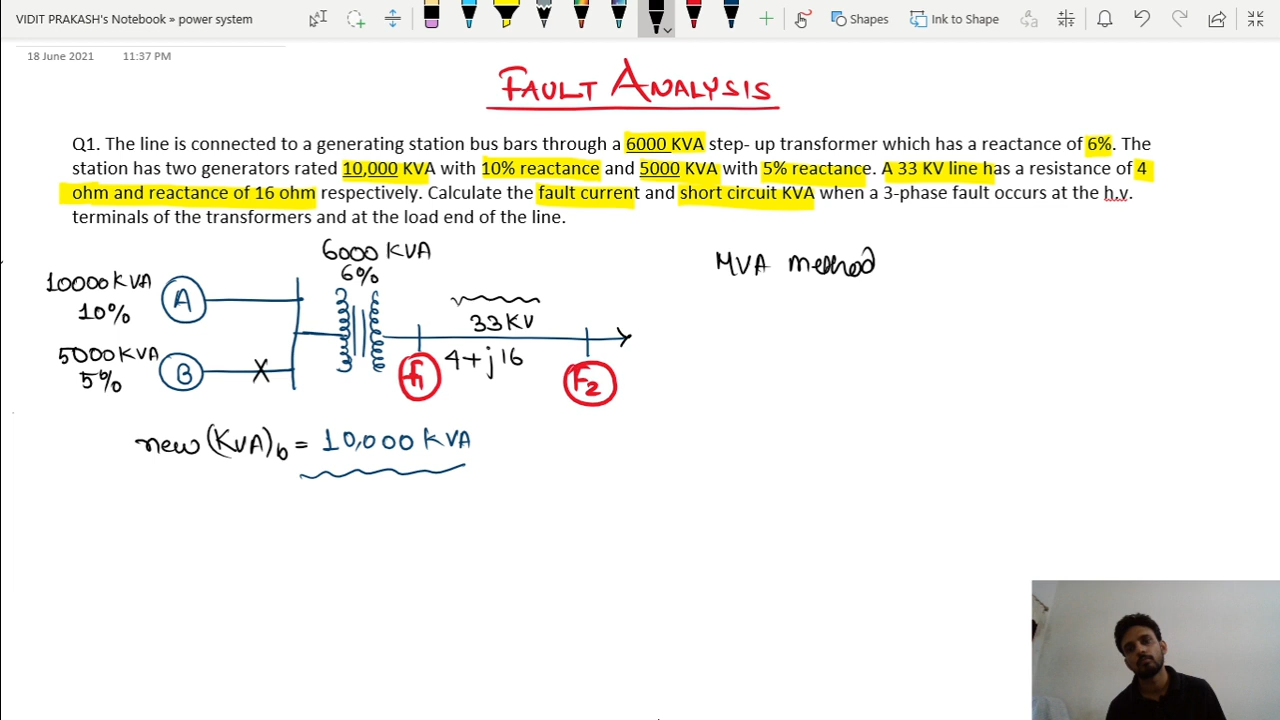 VIDIT PRAKASH's Notebook » power system
Shapes
Ink to Shape
18 June 2021 11:37 PM
FAULT ANALYSIS
Q1. The line is connected to a generating station bus bars through a 6000 KVA step- up transformer which has a reactance of 6%. The
station has two generators rated 10,000 KVA with 10% reactance and 5000 KVA with 5% reactance. A 33 KV line has a resistance of 4
ohm and reactance of 16 ohm respectively. Calculate the fault current and short circuit KVA when a 3-phase fault occurs at the h.v.
terminals of the transformers and at the load end of the line.
6000 KVA
6%
MVA method
10000 KVA
10%
A
33 KV
5000 KVA
5%
B
4+j16
f1
F2
new (KVA)b = 10,000 KVA